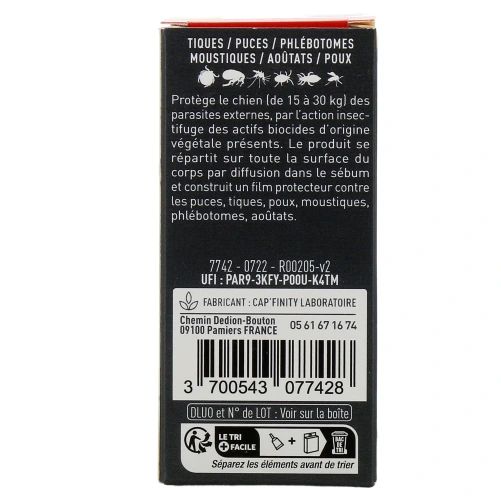 TIQUES / PUCES / PHLÉBOTOMES
MOUSTIQUES / AOÛTATS / POUX
Protège le chien (de 15 à 30 kg) des
parasites externes, par l'action insec-
tifuge des actifs biocides d'origine
végétale présents. Le produit se
répartit sur toute la surface du
corps par diffusion dans le sébum
et construit un film protecteur contre
les puces, tiques, poux, moustiques,
phlébotomes, aoûtats.
7742 - 0722 - R00205-v2
UFI : PAR9-3KFY-P00U-K4TM
FABRICANT : CAP'FINITY LABORATOIRE
Chemin Dedion-Bouton
09100 Pamiers FRANCE
05 61 67 16 74
3 700543 077428
DLUO et N° de LOT : Voir sur la boîte
LE TRI
+ FACILE
+
BAC
DE TRI
Séparez les éléments avant de trier